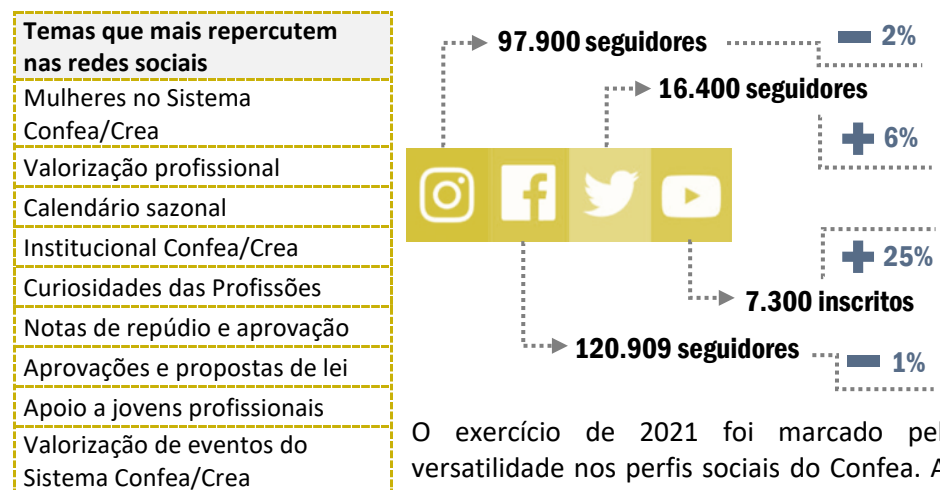 Temas que mais repercutem
nas redes sociais
Mulheres no Sistema
Confea/Crea
Valorização profissional
Calendário sazonal
Institucional Confea/Crea
Curiosidades das Profissões
Notas de repúdio e aprovação
Aprovações e propostas de lei
Apoio a jovens profissionais
Valorização de eventos do
Sistema Confea/Crea
97.900 seguidores
2%
16.400 seguidores
6%
25%
7.300 inscritos
120.909 seguidores
1%
O exercício de 2021 foi marcado pel
versatilidade nos perfis sociais do Confea. A